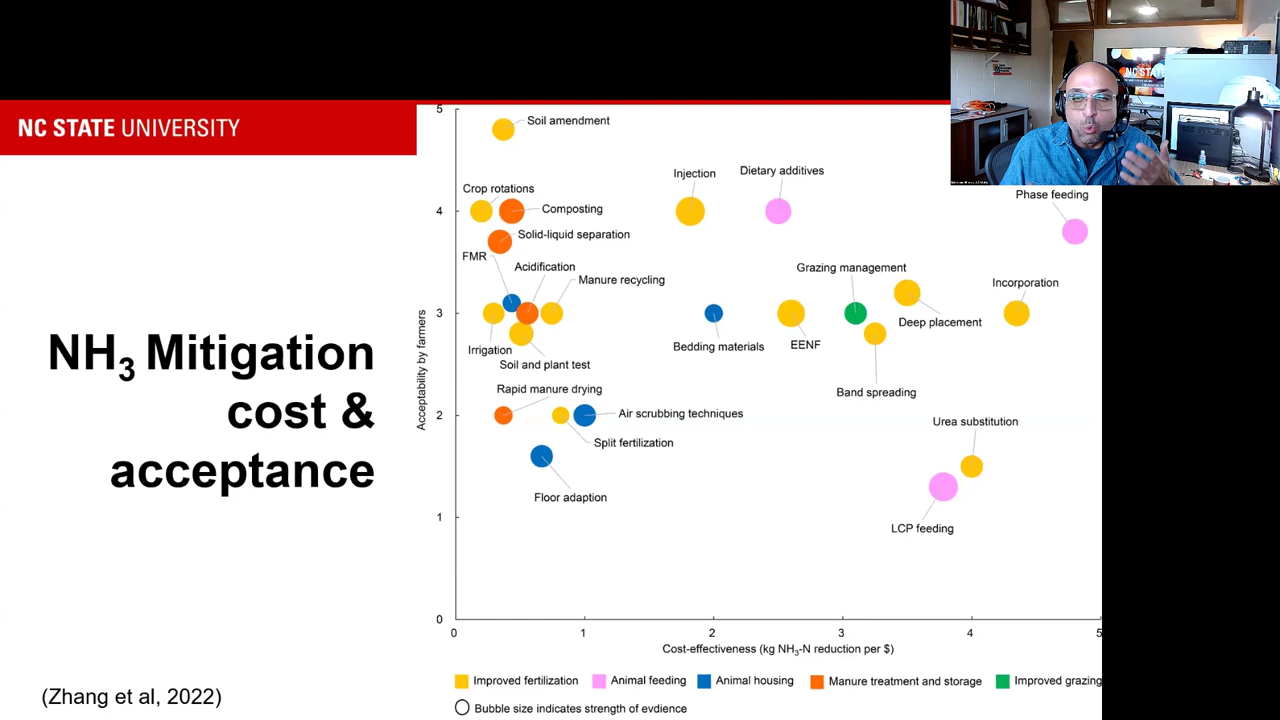 NC STATE UNIVERSITY
NH3 Mitigation
cost &
acceptance
(Zhang et al, 2022)
NC STATE
5
4
3
2
1
0
Acceptability by farmers
Soil amendment
Crop rotations
Composting
Solid-liquid separation
FMR
Acidification
Manure recycling
Irrigation
Soil and plant test
Rapid manure drying
Air scrubbing techniques
Split fertilization
Floor adaption
Injection
Dietary additives
Phase feeding
Grazing management
Incorporation
Deep placement
Bedding materials
EENF
Band spreading
Urea substitution
LCP feeding
0 1 2 3 4 5
Cost-effectiveness (kg NH3-N reduction per $)
Improved fertilization Animal feeding Animal housing Manure treatment and storage Improved grazing
Bubble size indicates strength of evdience